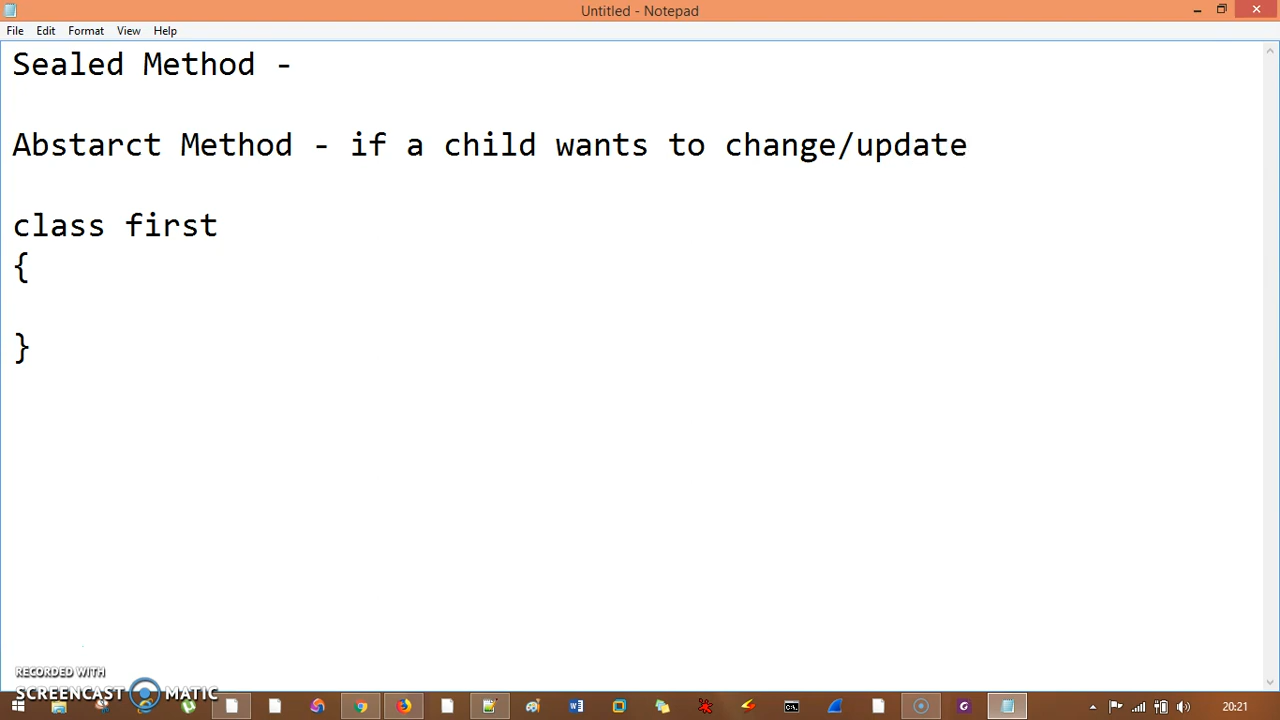 Untitled - Notepad
File Edit Format View Help
Sealed Method -
Abstarct Method - if a child wants to change/update
class first
{
}
RECORDED WITH
SCREENCAST MATIC
20:21